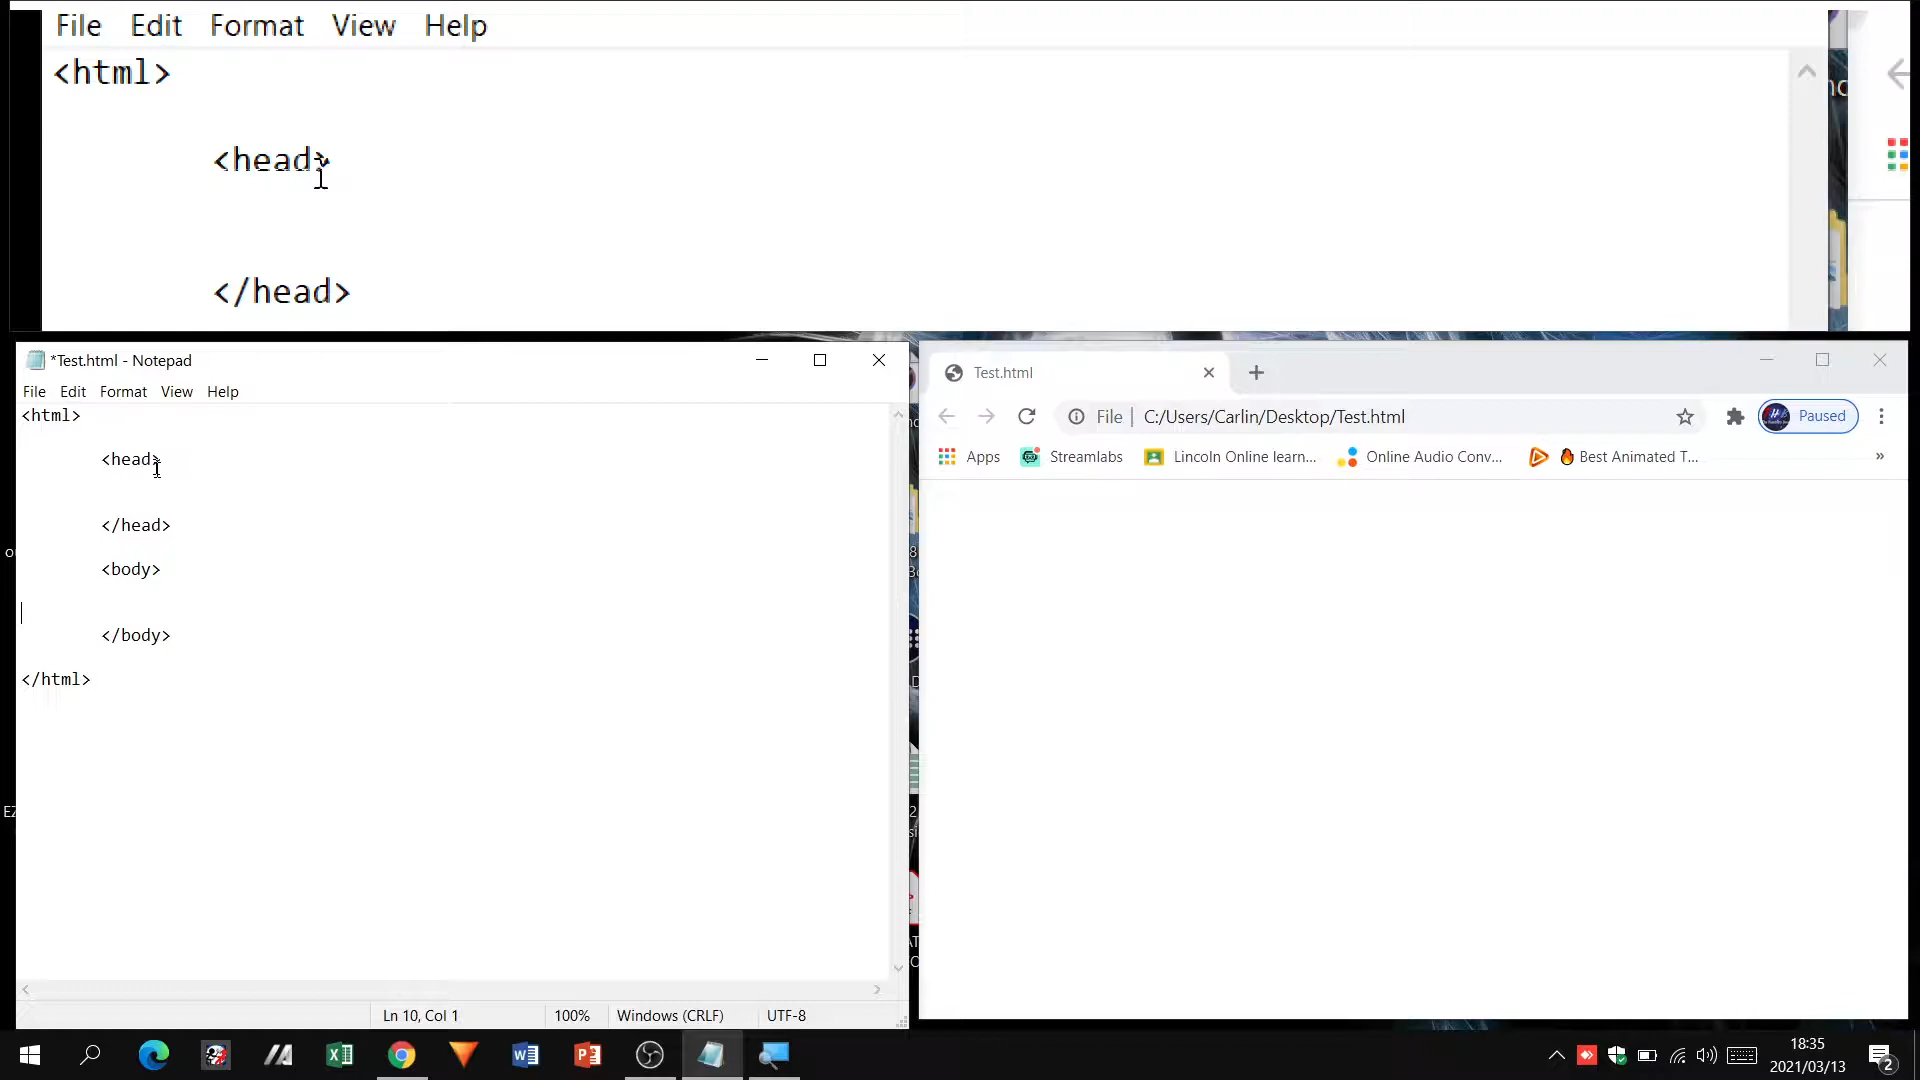 File Edit Format View Help
<html>
<head>
</head>
*Test.html - Notepad
File Edit Format View Help
<html>
<head>
</head>
<body>
</body>
</html>
Ln 10, Col 1 100% Windows (CRLF) UTF-8
Test.html
File C:/Users/Carlin/Desktop/Test.html Paused
Apps Streamlabs Lincoln Online learn... Online Audio Conv... Best Animated T... »
18:35
2021/03/13
2